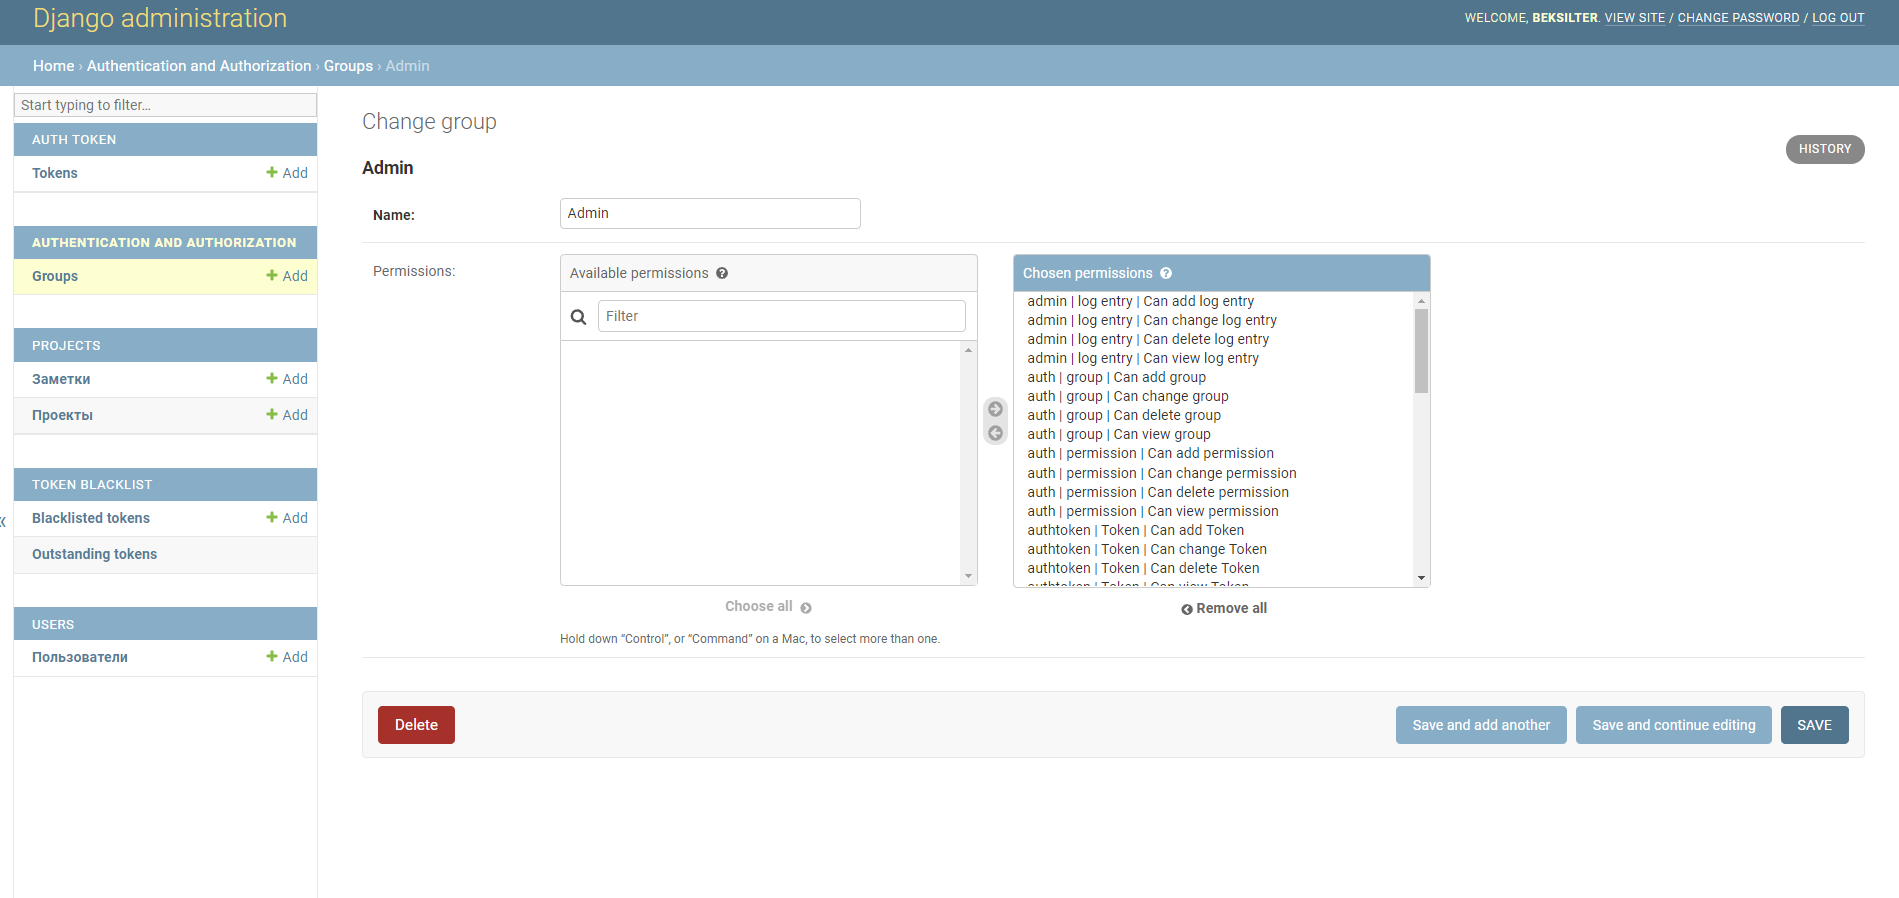 Django administration
WELCOME, BEKSILTER. VIEW SITE / CHANGE PASSWORD / LOG OUT
Home › Authentication and Authorization › Groups › Admin
Start typing to filter...
AUTH TOKEN
Tokens
Add
AUTHENTICATION AND AUTHORIZATION
Groups
Add
PROJECTS
Заметки
Add
Проекты
Add
TOKEN BLACKLIST
Blacklisted tokens
Add
Outstanding tokens
USERS
Пользователи
Add
«
Change group
HISTORY
Admin
Name:
Admin
Permissions:
Available permissions ?
Filter
Choose all
Chosen permissions ?
admin | log entry | Can add log entry
admin | log entry | Can change log entry
admin | log entry | Can delete log entry
admin | log entry | Can view log entry
auth | group | Can add group
auth | group | Can change group
auth | group | Can delete group
auth | group | Can view group
auth | permission | Can add permission
auth | permission | Can change permission
auth | permission | Can delete permission
auth | permission | Can view permission
authtoken | Token | Can add Token
authtoken | Token | Can change Token
authtoken | Token | Can delete Token
authtoken | Token | Can view Token
Remove all
Hold down “Control”, or “Command” on a Mac, to select more than one.
Delete
Save and add another
Save and continue editing
SAVE